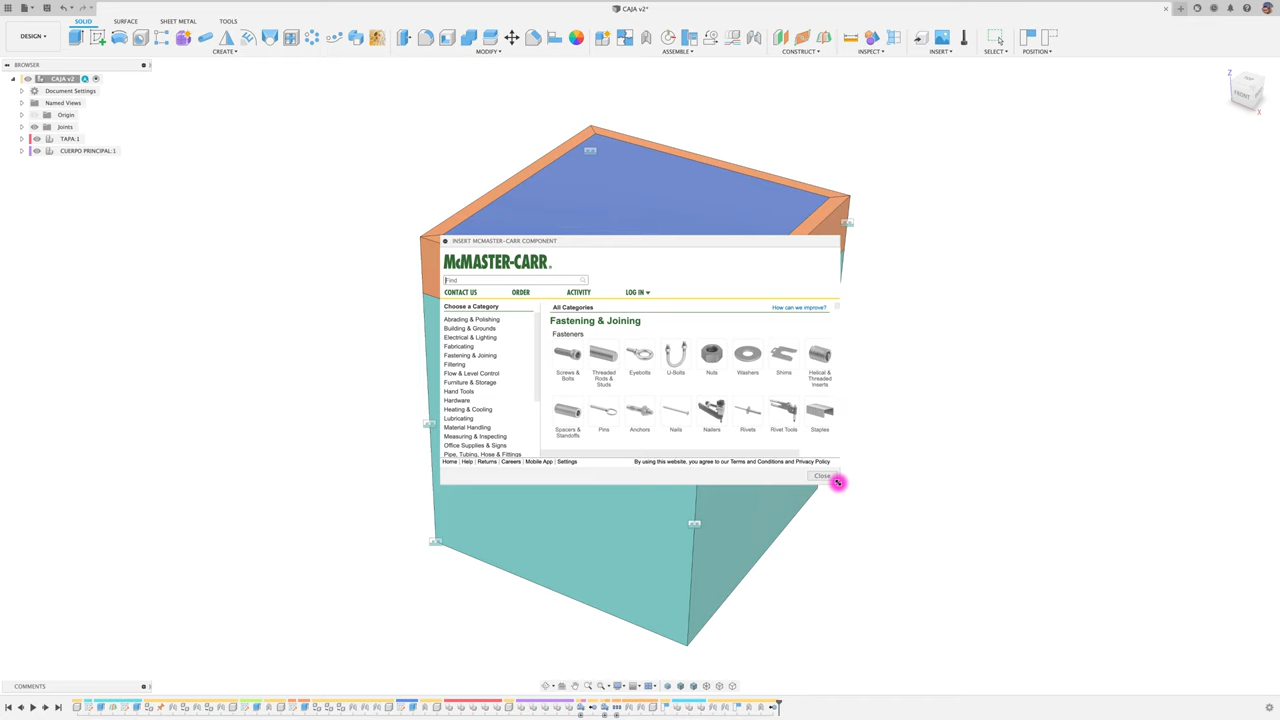 CAJA v2*
SOLID SURFACE SHEET METAL TOOLS
DESIGN ▾
CREATE ▾ MODIFY ▾ ASSEMBLE ▾ CONSTRUCT ▾ INSPECT ▾ INSERT ▾ SELECT ▾ POSITION ▾
BROWSER
CAJA v2
Document Settings
Named Views
Origin
Joints
TAPA:1
CUERPO PRINCIPAL:1
Z
TOP
FRONT
X
INSERT MCMASTER-CARR COMPONENT
McMASTER-CARR®
Find
CONTACT US ORDER ACTIVITY LOG IN ▾
Choose a Category
Abrading & Polishing
Building & Grounds
Electrical & Lighting
Fabricating
Fastening & Joining
Filtering
Flow & Level Control
Furniture & Storage
Hand Tools
Hardware
Heating & Cooling
Lubricating
Material Handling
Measuring & Inspecting
Office Supplies & Signs
Pipe, Tubing, Hose & Fittings
All Categories How can we improve?
Fastening & Joining
Fasteners
Screws & Bolts
Threaded Rods & Studs
Eyebolts
U-Bolts
Nuts
Washers
Shims
Helical & Threaded Inserts
Spacers & Standoffs
Pins
Anchors
Nails
Nailers
Rivets
Rivet Tools
Staples
Home | Help | Returns | Careers | Mobile App | Settings By using this website, you agree to our Terms and Conditions and Privacy Policy
Close
COMMENTS